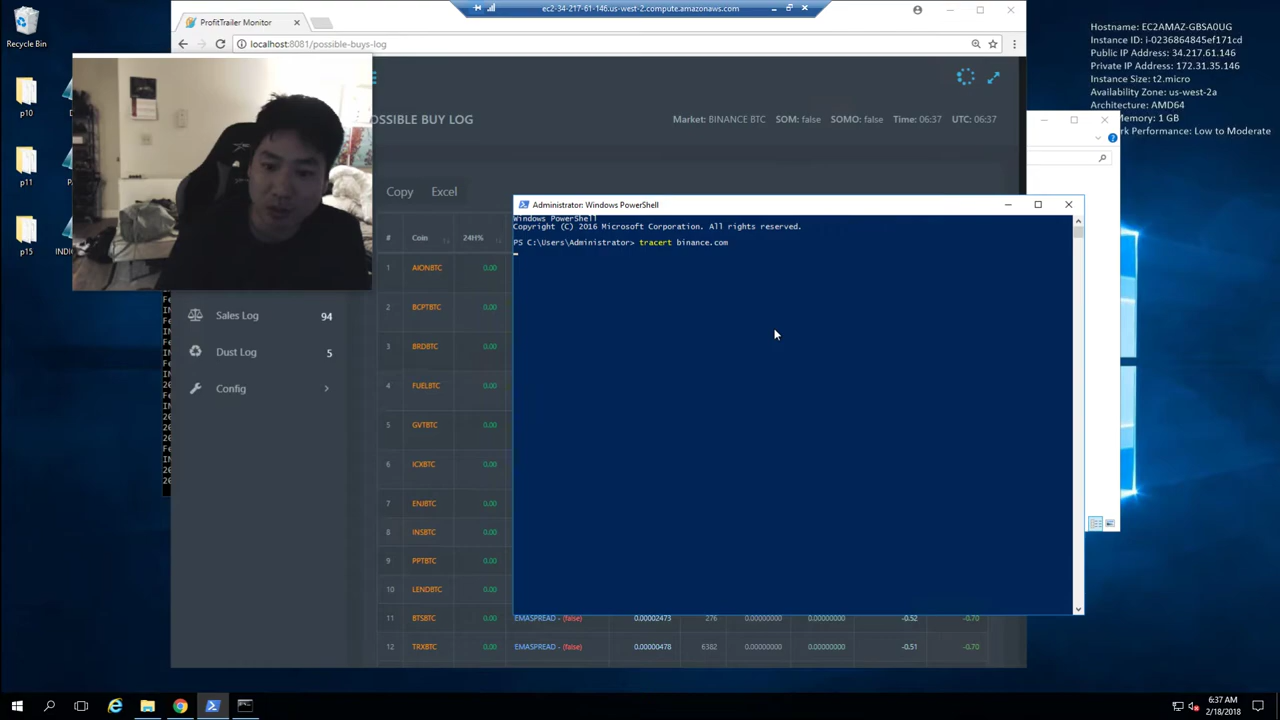 Recycle Bin
p10
p11
p15
ProfitTrailer Monitor
ec2-34-217-61-146.us-west-2.compute.amazonaws.com
localhost:8081/possible-buys-log
Hostname: EC2AMAZ-GBSA0UG
Instance ID: i-0236864845ef171cd
Public IP Address: 34.217.61.146
Private IP Address: 172.31.35.146
Instance Size: t2.micro
Availability Zone: us-west-2a
Architecture: AMD64
Memory: 1 GB
rk Performance: Low to Moderate
OSSIBLE BUY LOG
Market: BINANCE BTC SOM: false SOMO: false Time: 06:37 UTC: 06:37
Copy Excel
# Coin 24H%
1 AIONBTC 0.00
2 BCPTBTC 0.00
3 BRDBTC 0.00
4 FUELBTC 0.00
5 GVTBTC 0.00
6 ICXBTC 0.00
7 ENJBTC 0.00
8 INSBTC 0.00
9 PPTBTC 0.00
10 LENDBTC 0.00
11 BTSBTC 0.00 EMASPREAD - (false) 0.00002473 276 0.00000000 0.00000000 -0.52 -0.70
12 TRXBTC 0.00 EMASPREAD - (false) 0.00000478 6382 0.00000000 0.00000000 -0.51 -0.70
Sales Log 94
Dust Log 5
Config
Administrator: Windows PowerShell
Windows PowerShell
Copyright (C) 2016 Microsoft Corporation. All rights reserved.
PS C:\Users\Administrator> tracert binance.com
6:37 AM
2/18/2018